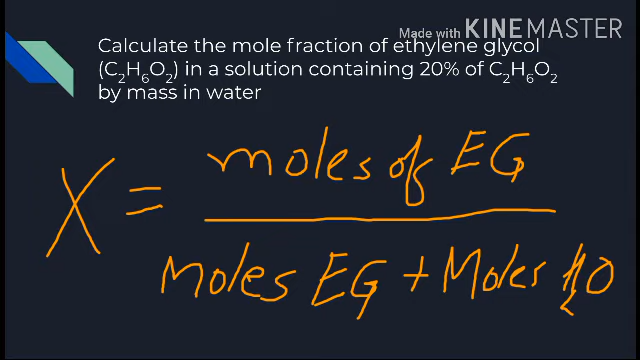 Made with KINEMASTER
Calculate the mole fraction of ethylene glycol
(C₂H₆O₂) in a solution containing 20% of C₂H₆O₂
by mass in water
X = moles of EG
moles EG + Moles H₂O